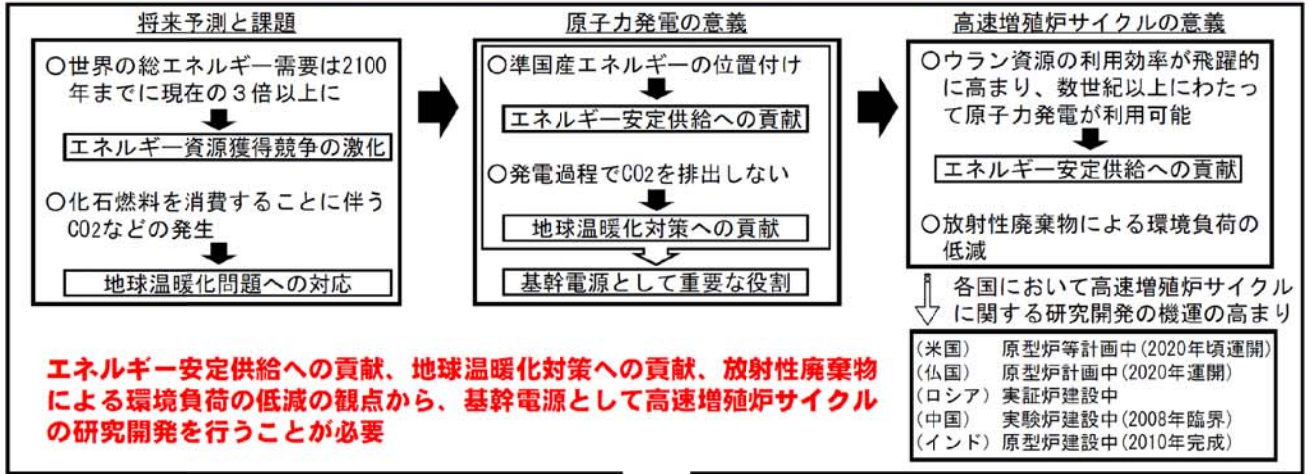 将来予測と課題
○世界の総エネルギー需要は2100
年までに現在の３倍以上に
エネルギー資源獲得競争の激化
○化石燃料を消費することに伴う
CO2などの発生
地球温暖化問題への対応
原子力発電の意義
○準国産エネルギーの位置付け
エネルギー安定供給への貢献
○発電過程でCO2を排出しない
地球温暖化対策への貢献
基幹電源として重要な役割
高速増殖炉サイクルの意義
○ウラン資源の利用効率が飛躍的
に高まり、数世紀以上にわたっ
て原子力発電が利用可能
エネルギー安定供給への貢献
○放射性廃棄物による環境負荷の
低減
各国において高速増殖炉サイクル
に関する研究開発の機運の高まり
(米国)　原型炉等計画中(2020年頃運開)
(仏国)　原型炉計画中(2020年運開)
(ロシア) 実証炉建設中
(中国)　実験炉建設中(2008年臨界)
(インド) 原型炉建設中(2010年完成)
エネルギー安定供給への貢献、地球温暖化対策への貢献、放射性廃棄物
による環境負荷の低減の観点から、基幹電源として高速増殖炉サイクル
の研究開発を行うことが必要